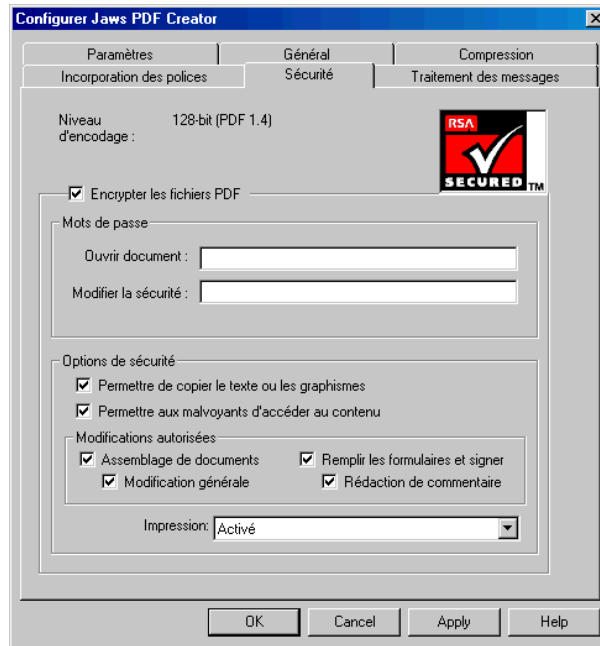 Configurer Jaws PDF Creator
Paramètres
Général
Compression
Incorporation des polices
Sécurité
Traitement des messages
Niveau
d'encodage :
128-bit (PDF 1.4)
RSA
SECURED TM
Encrypter les fichiers PDF
Mots de passe
Ouvrir document :
Modifier la sécurité :
Options de sécurité
Permettre de copier le texte ou les graphismes
Permettre aux malvoyants d'accéder au contenu
Modifications autorisées
Assemblage de documents
Remplir les formulaires et signer
Modification générale
Rédaction de commentaire
Impression: Activé
OK
Cancel
Apply
Help